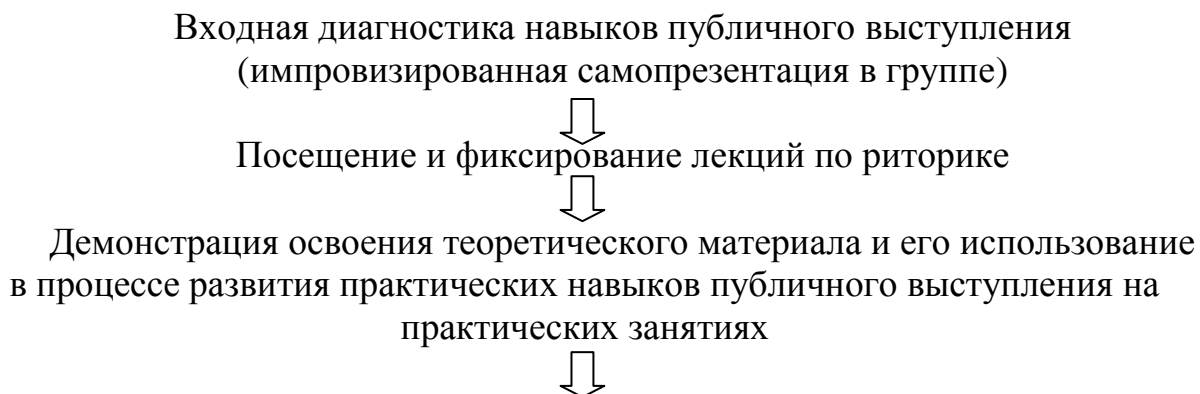 Входная диагностика навыков публичного выступления
(импровизированная самопрезентация в группе)
Посещение и фиксирование лекций по риторике
Демонстрация освоения теоретического материала и его использование
в процессе развития практических навыков публичного выступления на
практических занятиях